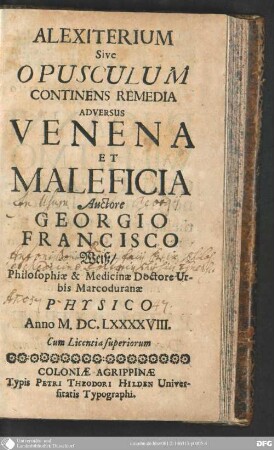 ALEXITERIUM
Sive
OPUSCULUM
CONTINENS REMEDIA
ADVERSUS
VENENA
ET
MALEFICIA
Auctore
GEORGIO
FRANCISCO
Weiß/
Philosophiæ & Medicinæ Doctore Ur-
bis Marcoduranæ
PHYSICO
Anno M. DC. LXXXXVIII.
Cum Licentia superiorum
COLONIÆ AGRIPPINÆ
Typis PETRI THEODORI HILDEN Univer-
sitatis Typographi.
DFG